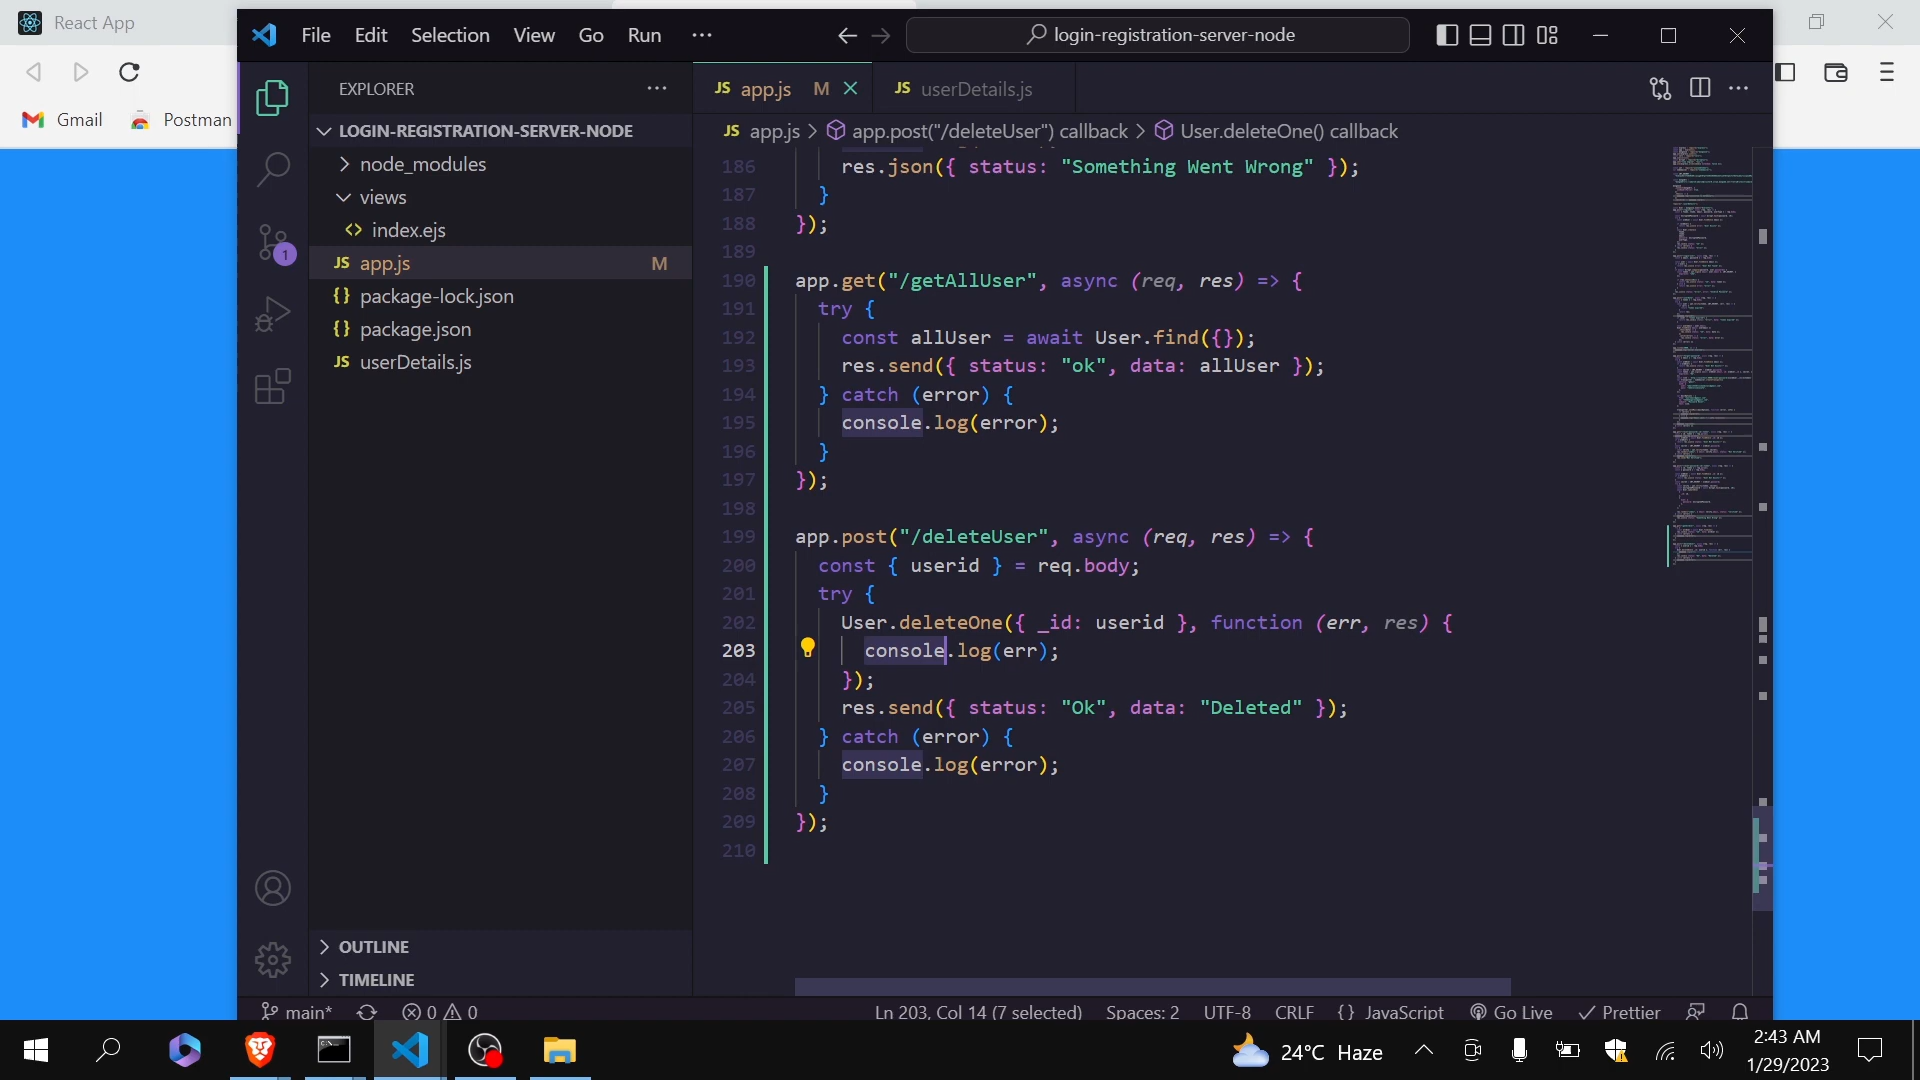 React App
Gmail
Postman
File Edit Selection View Go Run ···
login-registration-server-node
EXPLORER
LOGIN-REGISTRATION-SERVER-NODE
node_modules
views
index.ejs
JS app.js M
{} package-lock.json
{} package.json
JS userDetails.js
OUTLINE
TIMELINE
JS app.js M
JS userDetails.js
JS app.js > app.post("/deleteUser") callback > User.deleteOne() callback
186 res.json({ status: "Something Went Wrong" });
187 }
188 });
189
190 app.get("/getAllUser", async (req, res) => {
191 try {
192 const allUser = await User.find({});
193 res.send({ status: "ok", data: allUser });
194 } catch (error) {
195 console.log(error);
196 }
197 });
198
199 app.post("/deleteUser", async (req, res) => {
200 const { userid } = req.body;
201 try {
202 User.deleteOne({ _id: userid }, function (err, res) {
203 console.log(err);
204 });
205 res.send({ status: "Ok", data: "Deleted" });
206 } catch (error) {
207 console.log(error);
208 }
209 });
210
1
main* 0 0
Ln 203, Col 14 (7 selected) Spaces: 2 UTF-8 CRLF {} JavaScript Go Live Prettier
24°C Haze
2:43 AM
1/29/2023